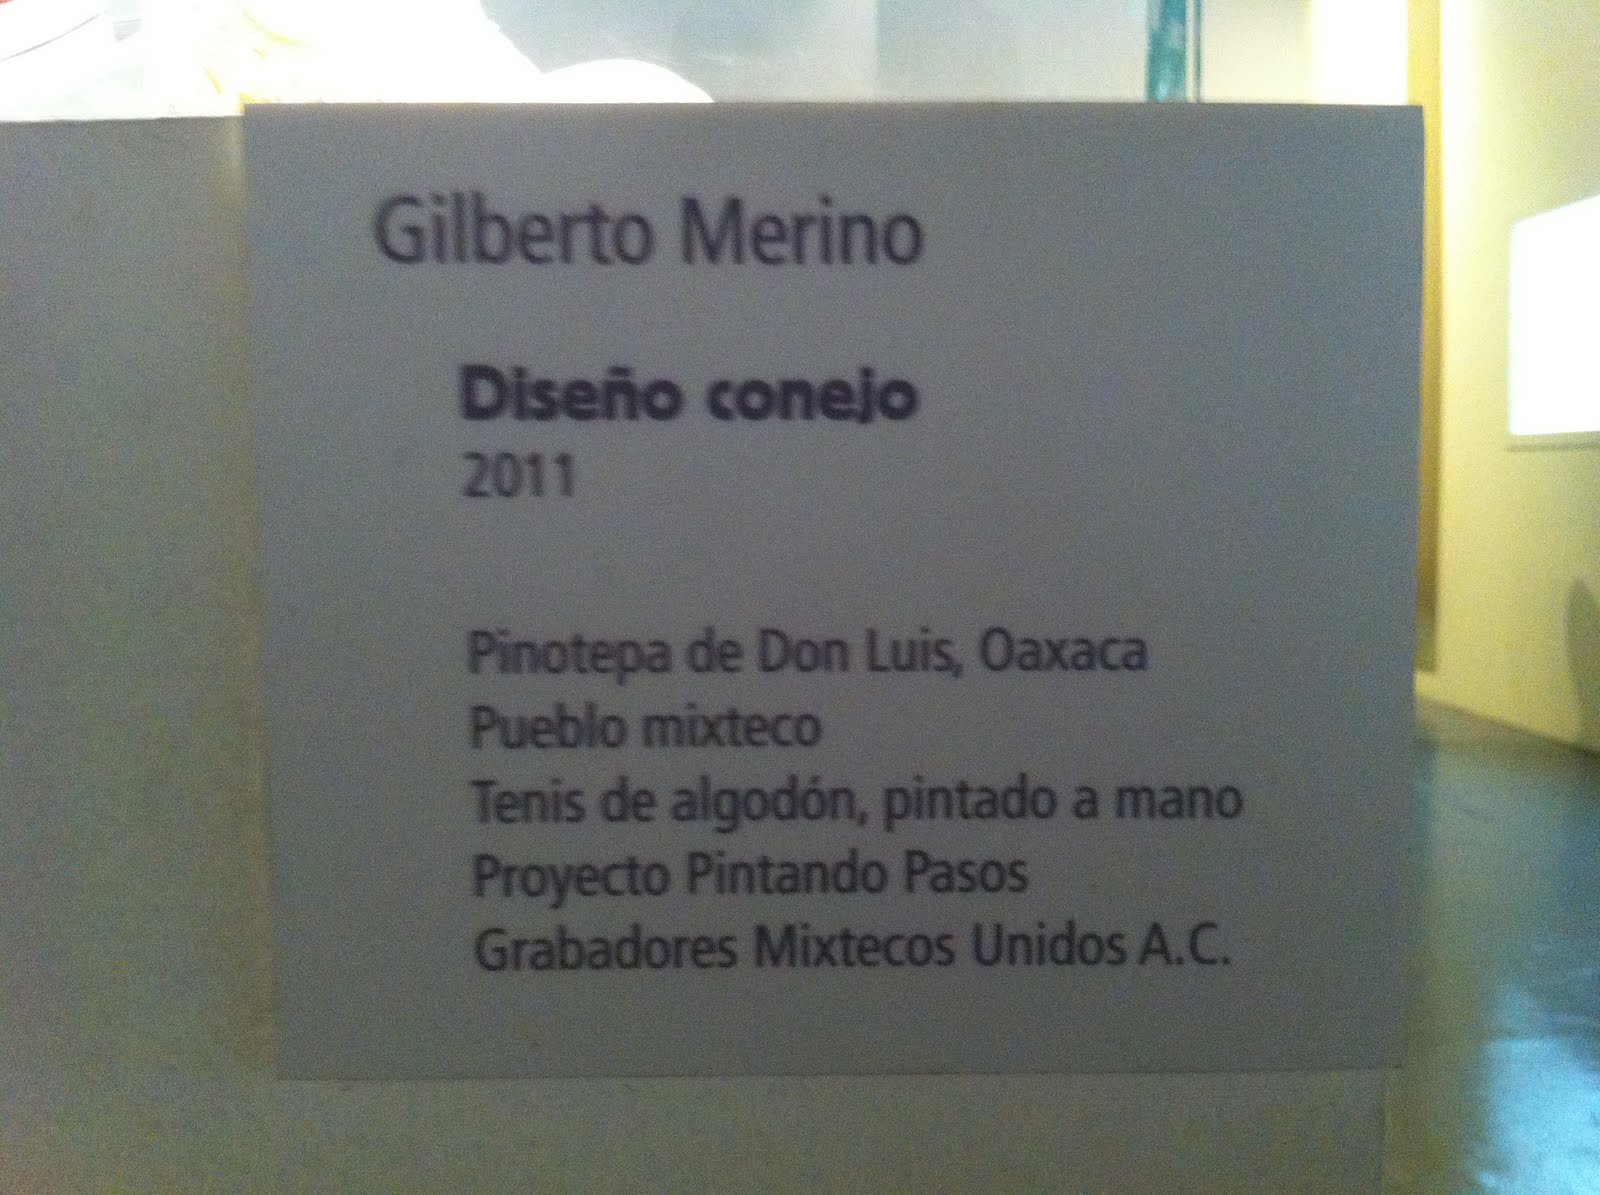 Gilberto Merino
Diseño conejo
2011
Pinotepa de Don Luis, Oaxaca
Pueblo mixteco
Tenis de algodón, pintado a mano
Proyecto Pintando Pasos
Grabadores Mixtecos Unidos A.C.